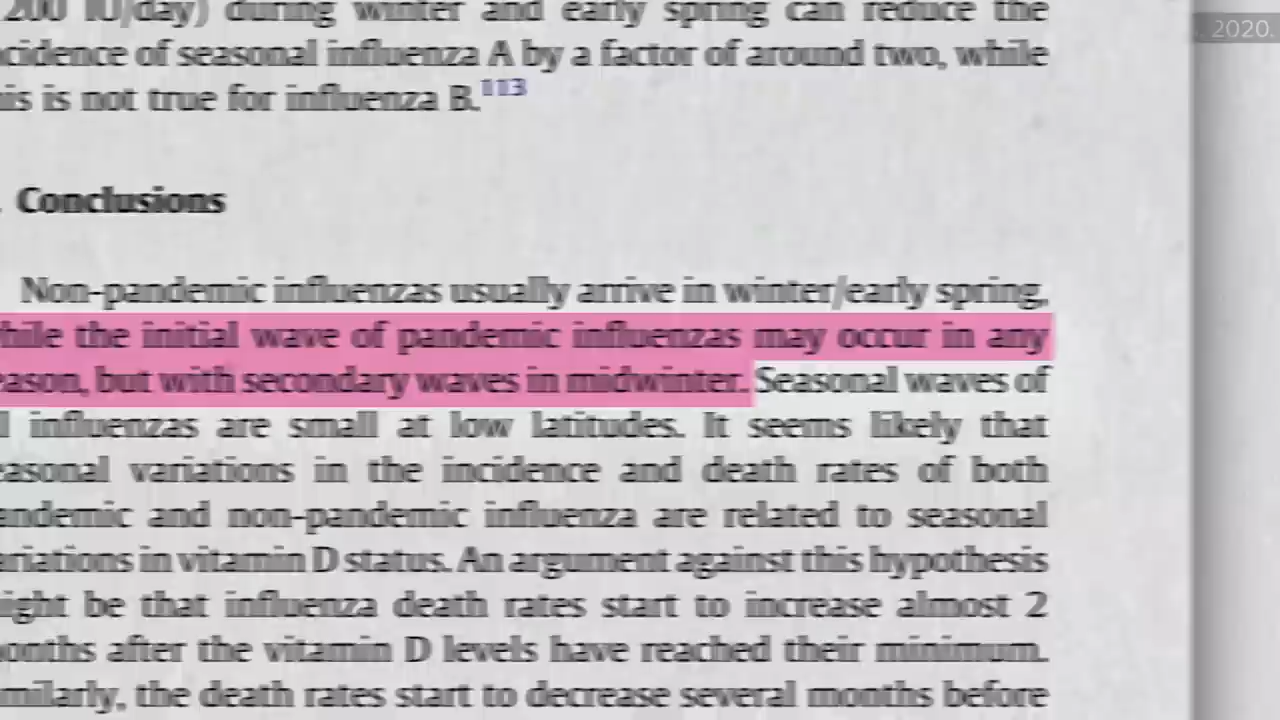 200 IU/day) during winter and early spring can reduce the
cidence of seasonal influenza A by a factor of around two, while
is is not true for influenza B.113
2020.
. Conclusions
Non-pandemic influenzas usually arrive in winter/early spring,
hile the initial wave of pandemic influenzas may occur in any
eason, but with secondary waves in midwinter. Seasonal waves of
l influenzas are small at low latitudes. It seems likely that
easonal variations in the incidence and death rates of both
andemic and non-pandemic influenza are related to seasonal
ariations in vitamin D status. An argument against this hypothesis
ight be that influenza death rates start to increase almost 2
onths after the vitamin D levels have reached their minimum.
milarly, the death rates start to decrease several months before